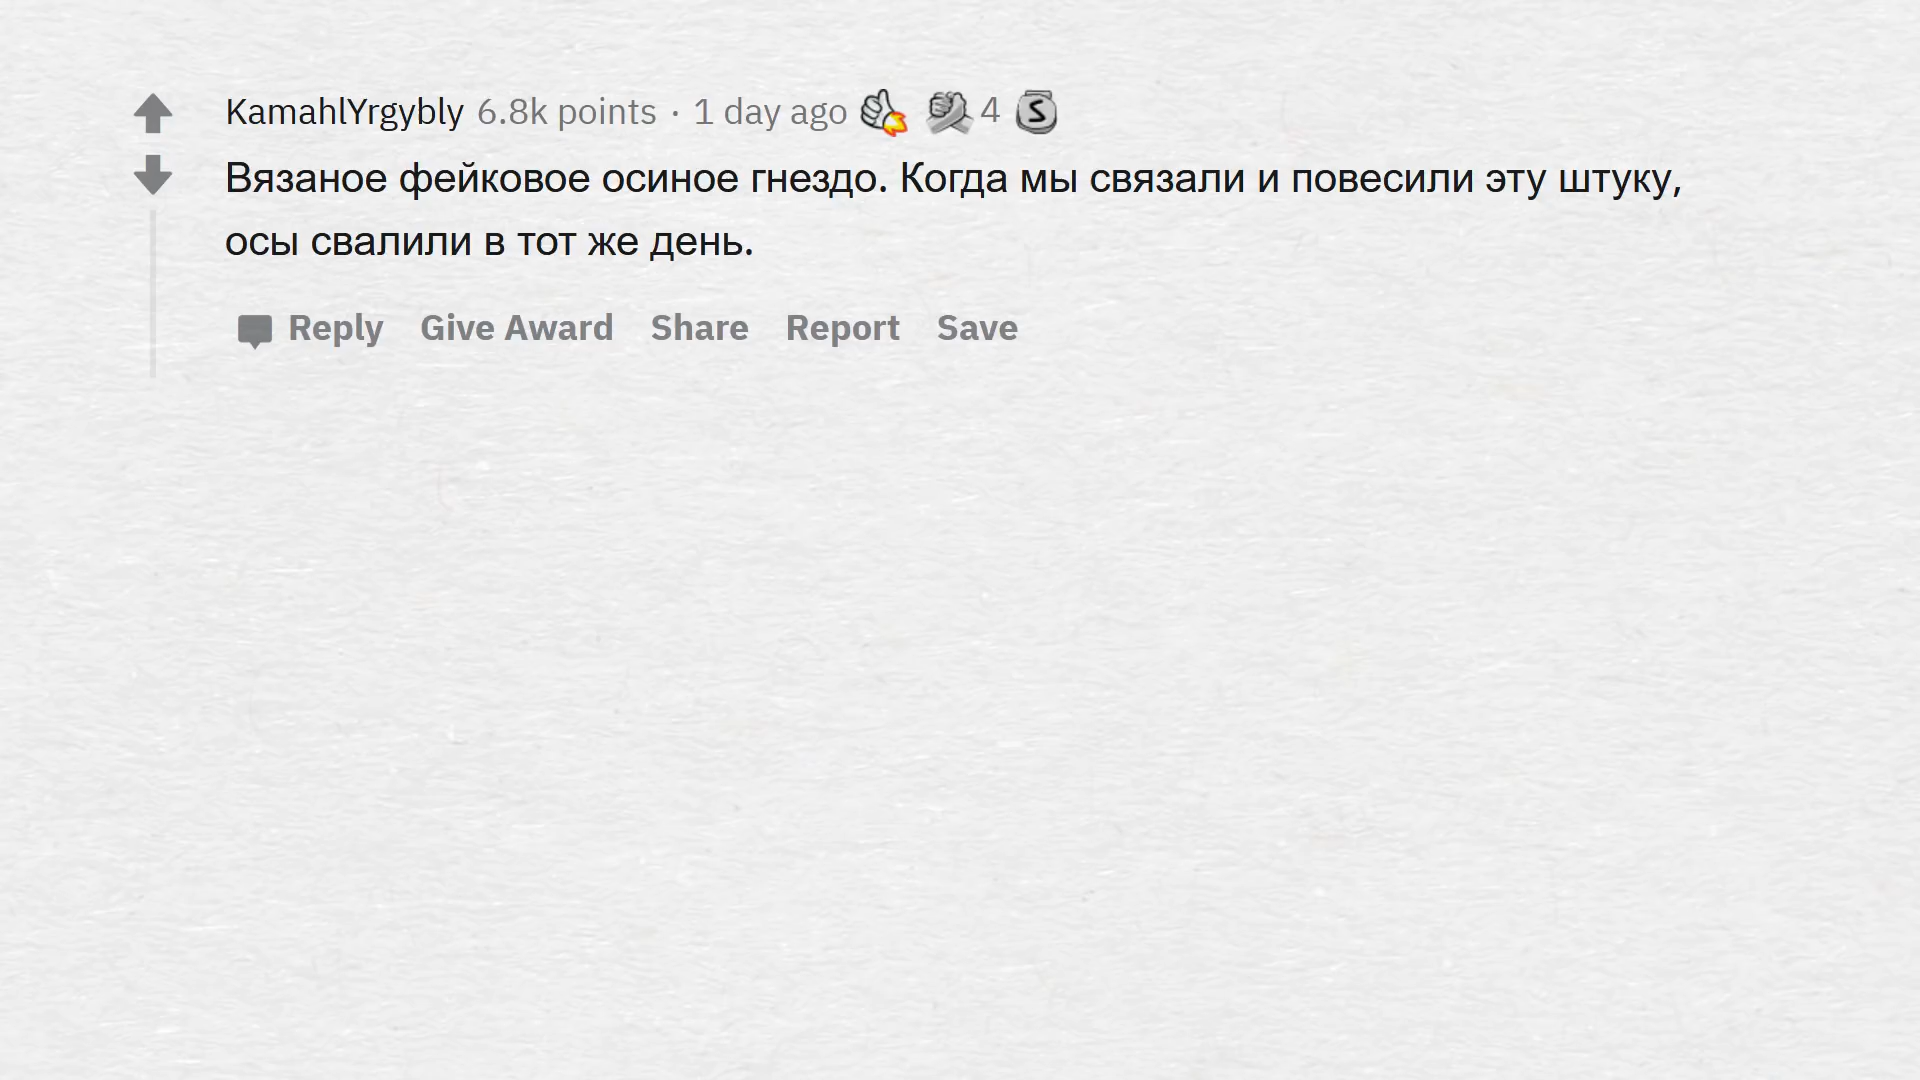 KamahlYrgybly 6.8k points · 1 day ago 4 S
Вязаное фейковое осиное гнездо. Когда мы связали и повесили эту штуку,
осы свалили в тот же день.
Reply Give Award Share Report Save